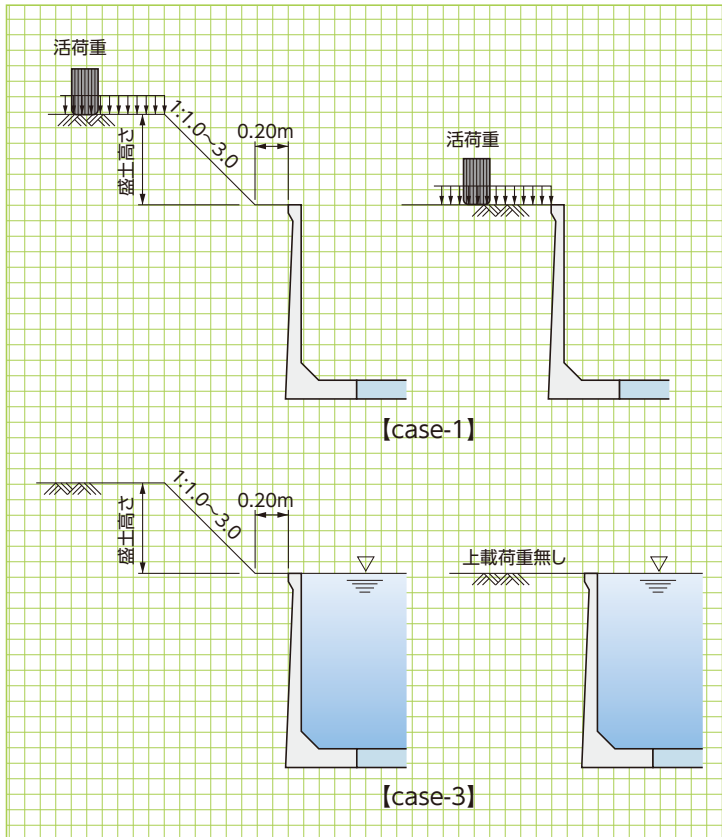 活荷重
1:1.0～3.0
0.20m
盛土高さ
活荷重
【case-1】
1:1.0～3.0
0.20m
盛土高さ
上載荷重無し
【case-3】